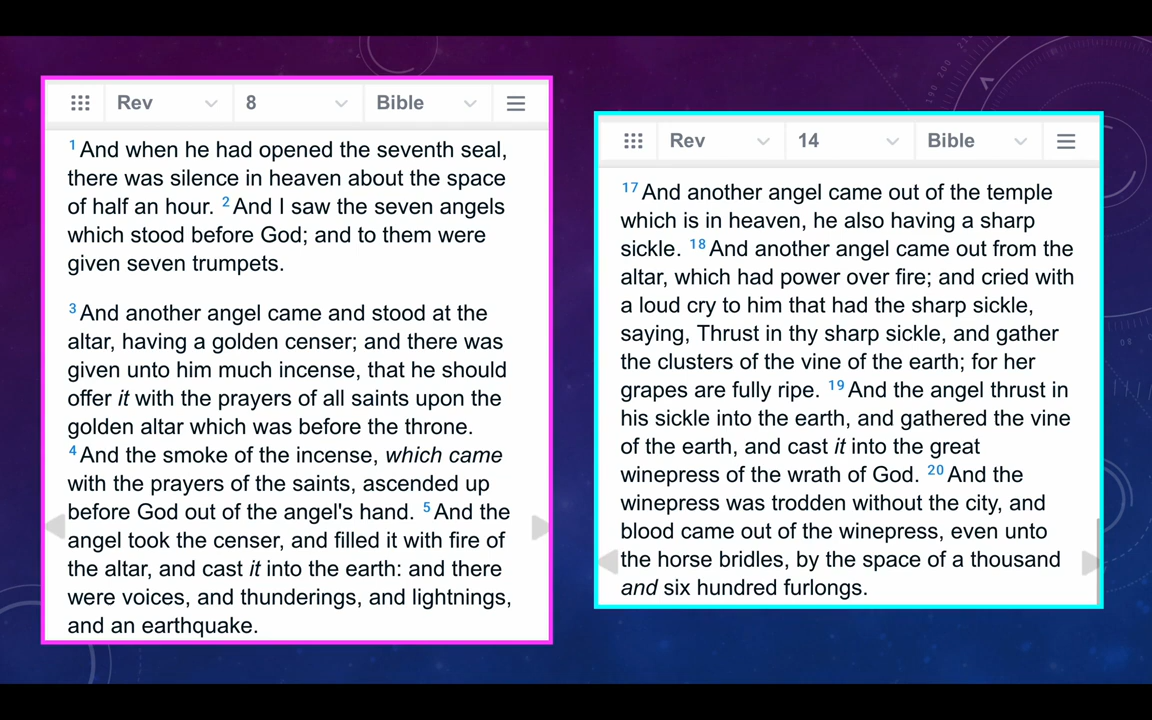 Rev 8 Bible
1 And when he had opened the seventh seal,
there was silence in heaven about the space
of half an hour. 2 And I saw the seven angels
which stood before God; and to them were
given seven trumpets.
3 And another angel came and stood at the
altar, having a golden censer; and there was
given unto him much incense, that he should
offer it with the prayers of all saints upon the
golden altar which was before the throne.
4 And the smoke of the incense, which came
with the prayers of the saints, ascended up
before God out of the angel's hand. 5 And the
angel took the censer, and filled it with fire of
the altar, and cast it into the earth: and there
were voices, and thunderings, and lightnings,
and an earthquake.
Rev 14 Bible
17 And another angel came out of the temple
which is in heaven, he also having a sharp
sickle. 18 And another angel came out from the
altar, which had power over fire; and cried with
a loud cry to him that had the sharp sickle,
saying, Thrust in thy sharp sickle, and gather
the clusters of the vine of the earth; for her
grapes are fully ripe. 19 And the angel thrust in
his sickle into the earth, and gathered the vine
of the earth, and cast it into the great
winepress of the wrath of God. 20 And the
winepress was trodden without the city, and
blood came out of the winepress, even unto
the horse bridles, by the space of a thousand
and six hundred furlongs.